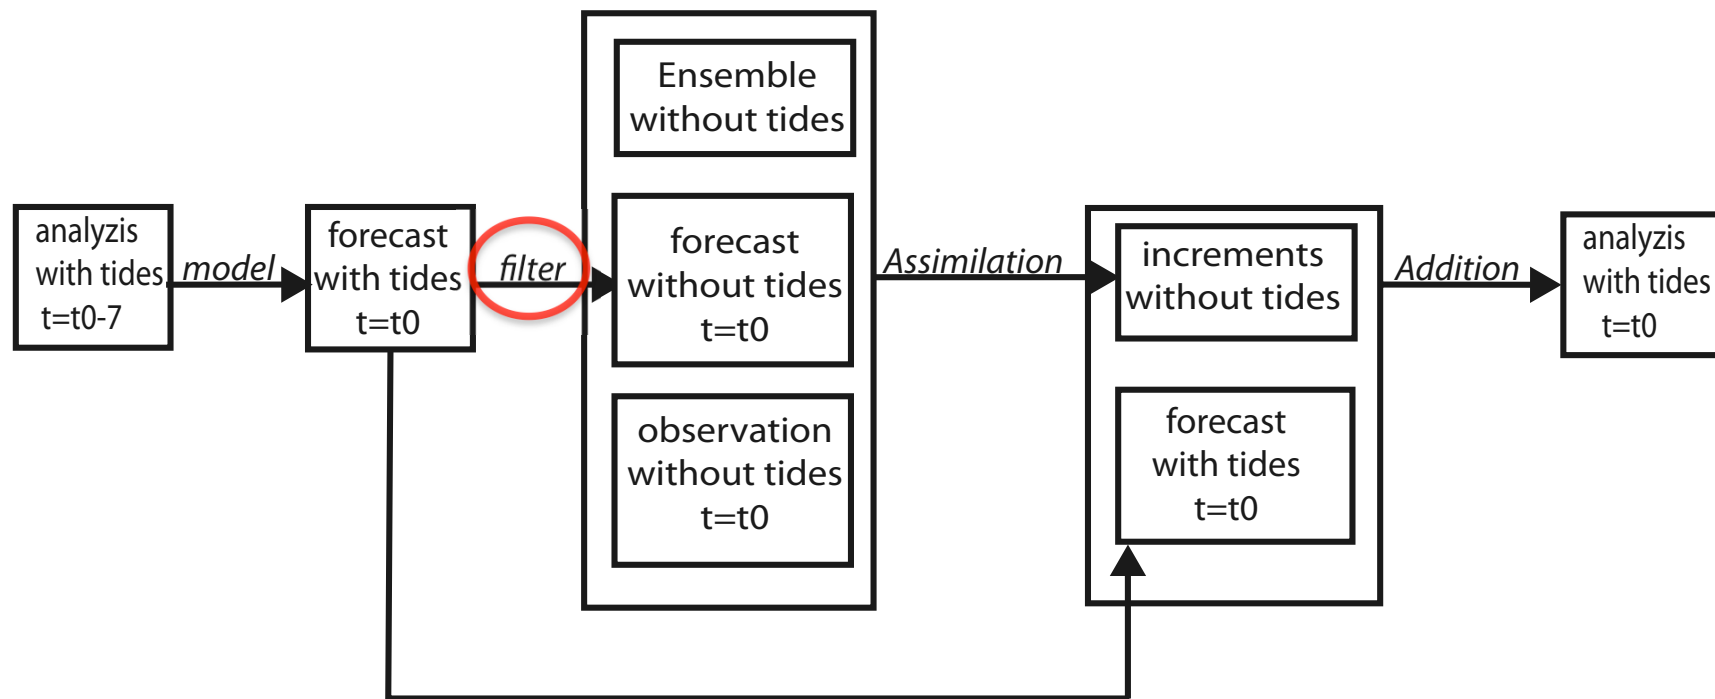 analyzis
with tides
t=t0-7
model
forecast
with tides
t=t0
filter
Ensemble
without tides
forecast
without tides
t=t0
observation
without tides
t=t0
Assimilation
increments
without tides
forecast
with tides
t=t0
Addition
analyzis
with tides
t=t0